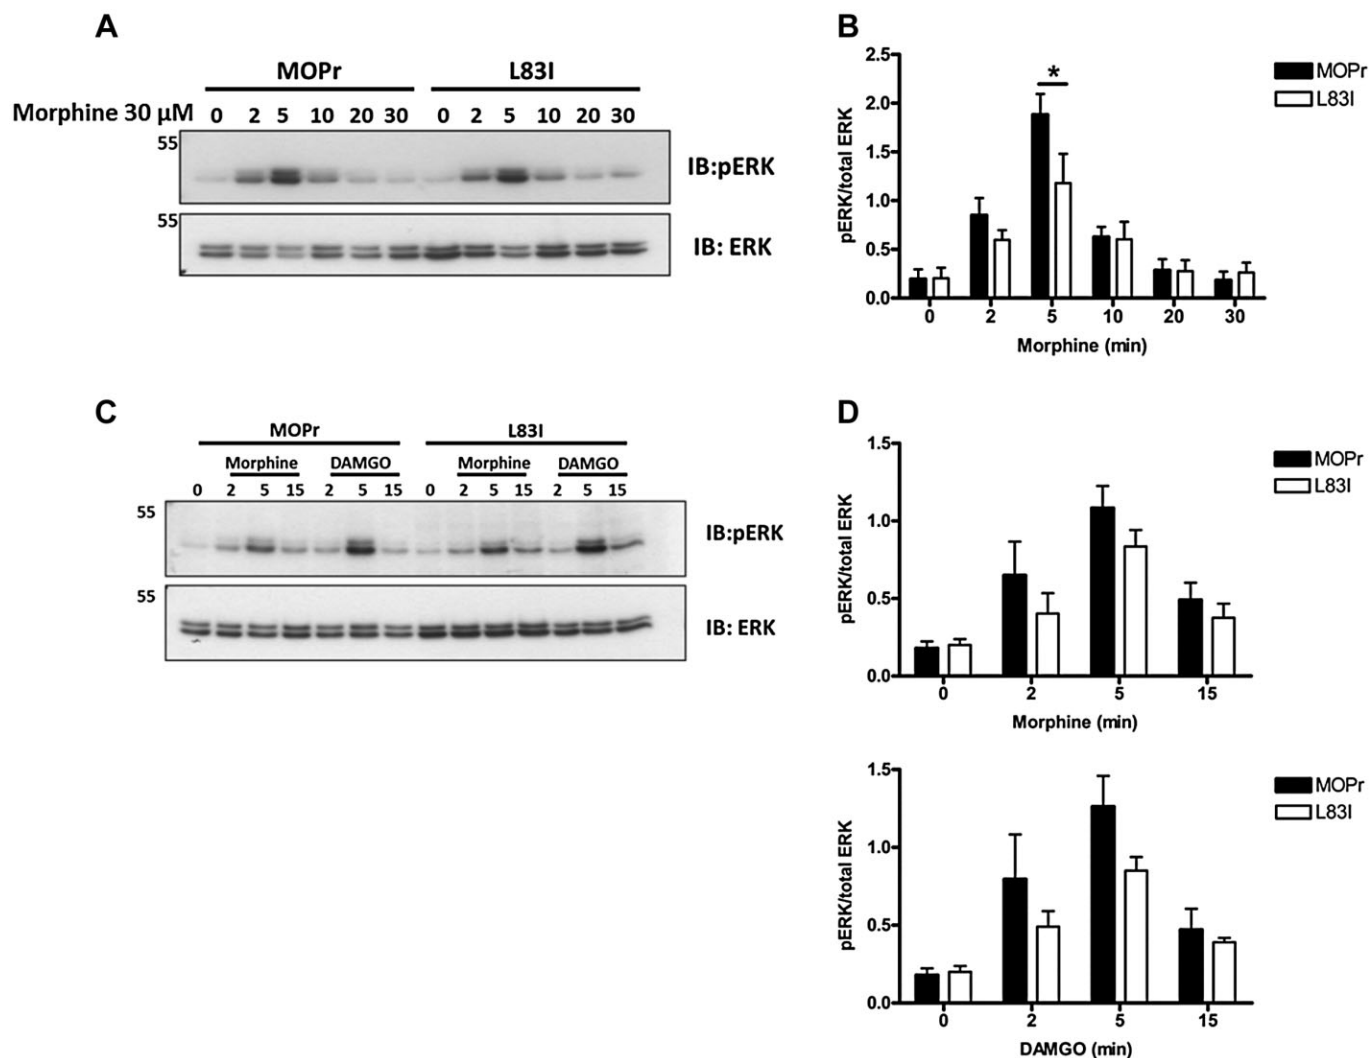 A
MOPr L83I
Morphine 30 µM 0 2 5 10 20 30 0 2 5 10 20 30
55
IB:pERK
55
IB: ERK
B
2.5
2.0
1.5
1.0
0.5
0.0
pERK/total ERK
*
0 2 5 10 20 30
Morphine (min)
MOPr
L83I
C
MOPr L83I
Morphine DAMGO Morphine DAMGO
0 2 5 15 2 5 15 0 2 5 15 2 5 15
55
IB:pERK
55
IB: ERK
D
1.5
1.0
0.5
0.0
pERK/total ERK
0 2 5 15
Morphine (min)
MOPr
L83I
1.5
1.0
0.5
0.0
pERK/total ERK
0 2 5 15
DAMGO (min)
MOPr
L83I